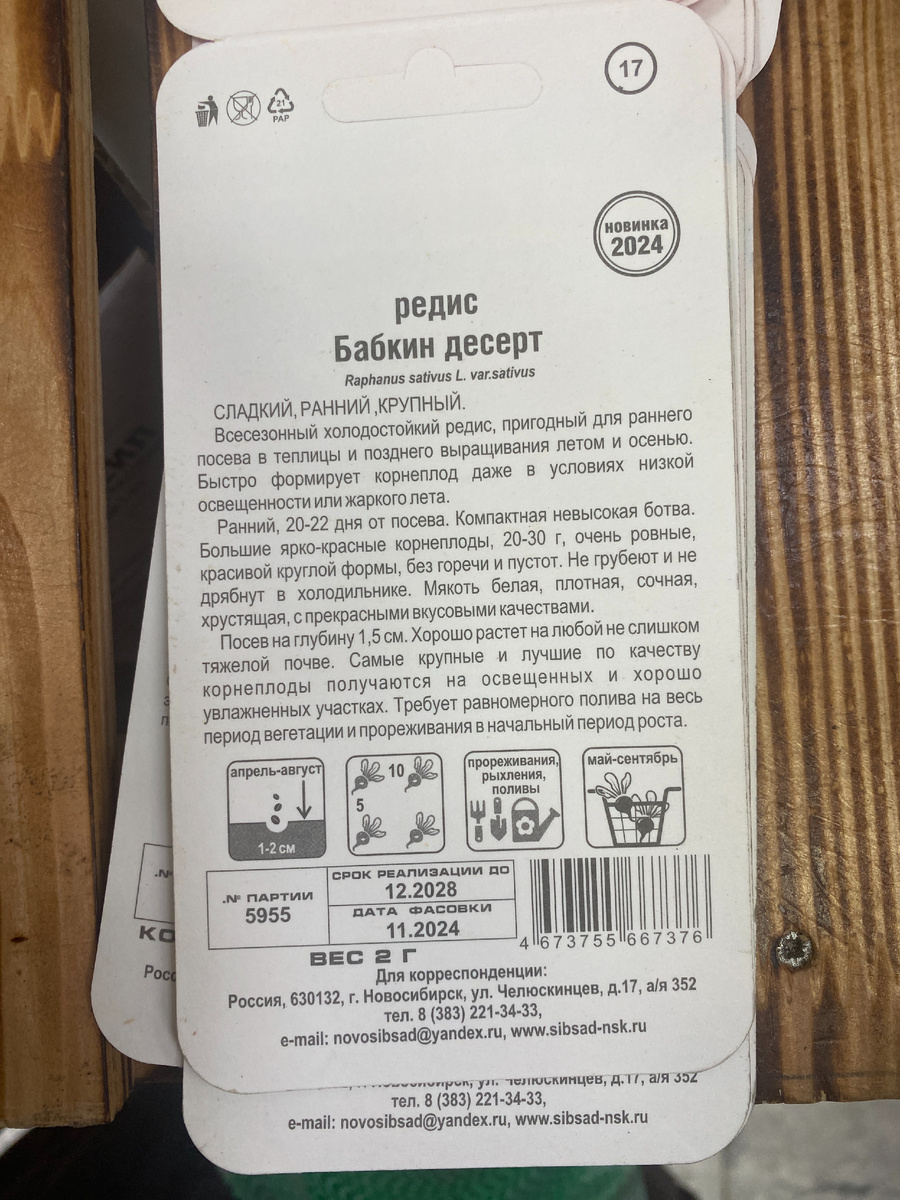 17
21
PAP
новинка
2024
редис
Бабкин десерт
Raphanus sativus L. var.sativus
СЛАДКИЙ, РАННИЙ ,КРУПНЫЙ.
Всесезонный холодостойкий редис, пригодный для раннего
посева в теплицы и позднего выращивания летом и осенью.
Быстро формирует корнеплод даже в условиях низкой
освещенности или жаркого лета.
Ранний, 20-22 дня от посева. Компактная невысокая ботва.
Большие ярко-красные корнеплоды, 20-30 г, очень ровные,
красивой круглой формы, без горечи и пустот. Не грубеют и не
дрябнут в холодильнике. Мякоть белая, плотная, сочная,
хрустящая, с прекрасными вкусовыми качествами.
Посев на глубину 1,5 см. Хорошо растет на любой не слишком
тяжелой почве. Самые крупные и лучшие по качеству
корнеплоды получаются на освещенных и хорошо
увлажненных участках. Требует равномерного полива на весь
период вегетации и прореживания в начальный период роста.
апрель-август
1-2 см
10
5
прореживания,
рыхления,
поливы
май-сентябрь
.№ ПАРТИИ
5955
СРОК РЕАЛИЗАЦИИ ДО
12.2028
ДАТА ФАСОВКИ
11.2024
4 673755 667376
ВЕС 2 Г
Для корреспонденции:
Россия, 630132, г. Новосибирск, ул. Челюскинцев, д.17, а/я 352
тел. 8 (383) 221-34-33,
e-mail: novosibsad@yandex.ru, www.sibsad-nsk.ru
.№
КО
Росс
Новосибирск, ул. Челюскинцев, д.17, а/я 352
тел. 8 (383) 221-34-33,
e-mail: novosibsad@yandex.ru, www.sibsad-nsk.ru